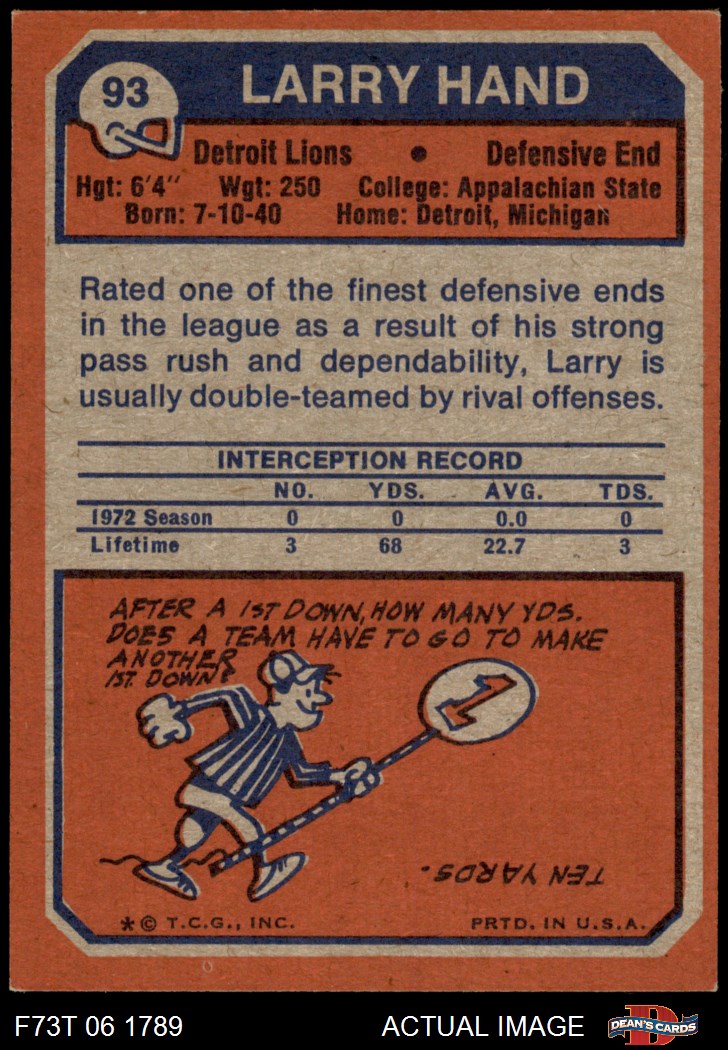 93
LARRY HAND
Detroit Lions • Defensive End
Hgt: 6'4" Wgt: 250 College: Appalachian State
Born: 7-10-40 Home: Detroit, Michigan
Rated one of the finest defensive ends
in the league as a result of his strong
pass rush and dependability, Larry is
usually double-teamed by rival offenses.
INTERCEPTION RECORD
NO. YDS. AVG. TDS.
1972 Season 0 0 0.0 0
Lifetime 3 68 22.7 3
AFTER A 1ST DOWN, HOW MANY YDS.
DOES A TEAM HAVE TO GO TO MAKE
ANOTHER
1ST. DOWN?
1
TEN YARDS.
*© T.C.G., INC. PRTD. IN U.S.A.
F73T 06 1789 ACTUAL IMAGE D DEAN'S CARDS